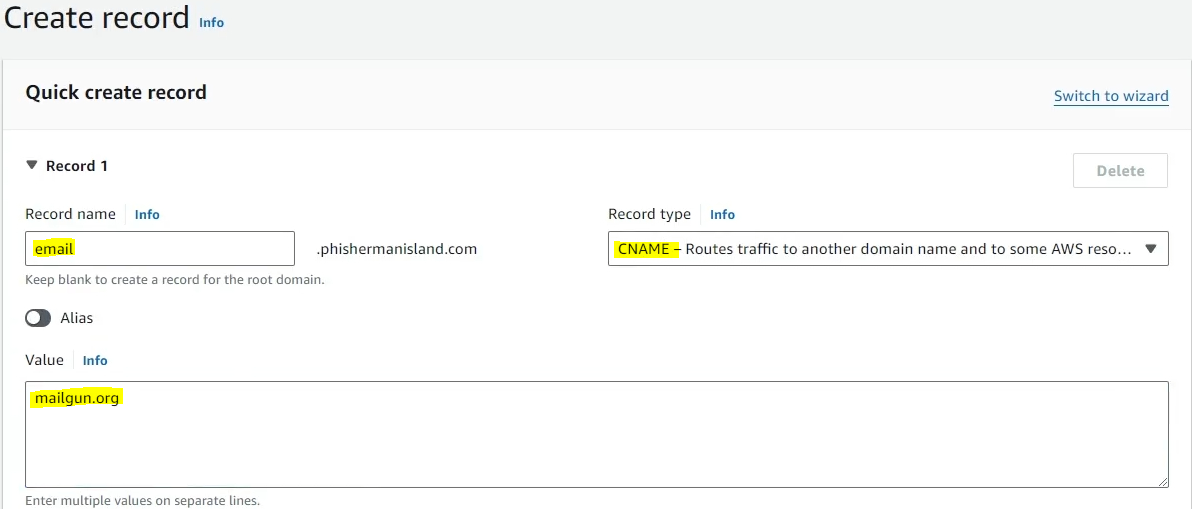 Create record Info
Quick create record
Switch to wizard
Record 1
Delete
Record name Info
Record type Info
email .phishermanisland.com
CNAME – Routes traffic to another domain name and to some AWS reso...
Keep blank to create a record for the root domain.
Alias
Value Info
mailgun.org
Enter multiple values on separate lines.